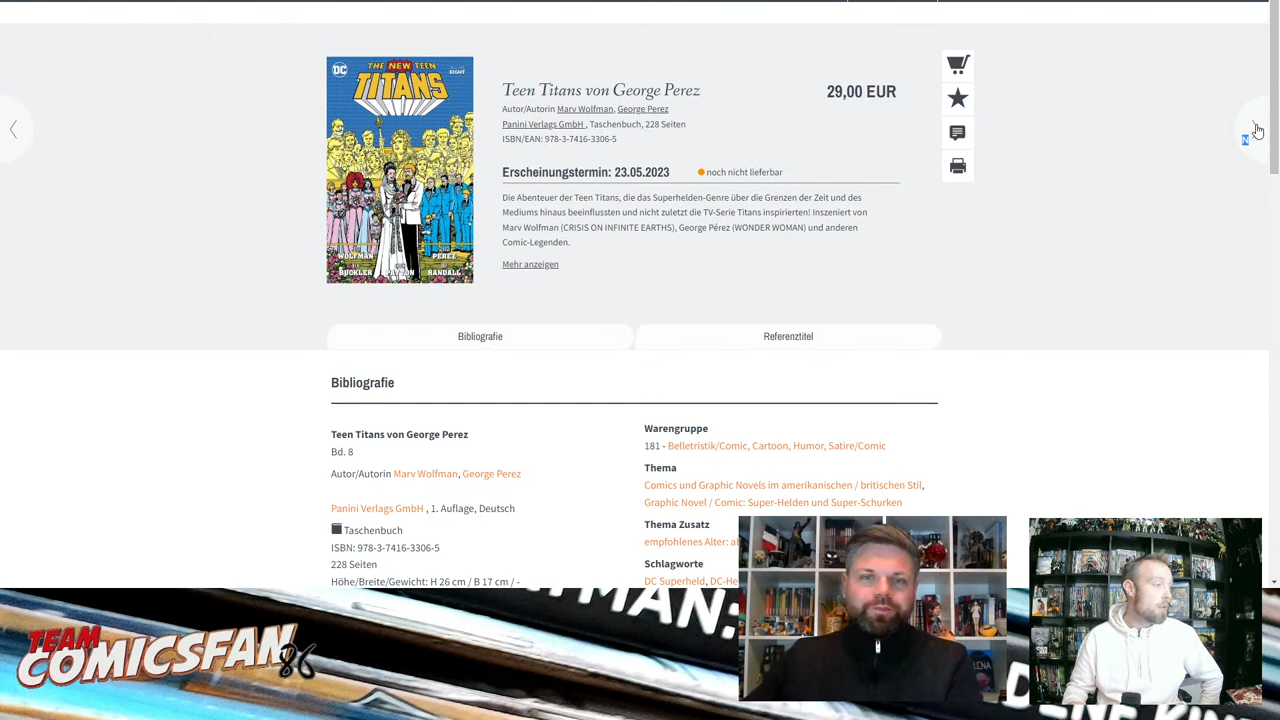 DC
THE NEW TEEN
TITANS
EIGHT
WOLFMAN
PEREZ
BUCKLER
PAYTON
RANDALL
Teen Titans von George Perez
29,00 EUR
Autor/Autorin Marv Wolfman, George Perez
Panini Verlags GmbH , Taschenbuch, 228 Seiten
ISBN/EAN: 978-3-7416-3306-5
Erscheinungstermin: 23.05.2023
noch nicht lieferbar
Die Abenteuer der Teen Titans, die das Superhelden-Genre über die Grenzen der Zeit und des
Mediums hinaus beeinflussten und nicht zuletzt die TV-Serie Titans inspirierten! Inszeniert von
Marv Wolfman (CRISIS ON INFINITE EARTHS), George Pérez (WONDER WOMAN) und anderen
Comic-Legenden.
Mehr anzeigen
N
Bibliografie
Referenztitel
Bibliografie
Teen Titans von George Perez
Bd. 8
Autor/Autorin Marv Wolfman, George Perez
Panini Verlags GmbH , 1. Auflage, Deutsch
Taschenbuch
ISBN: 978-3-7416-3306-5
228 Seiten
Höhe/Breite/Gewicht: H 26 cm / B 17 cm / -
Warengruppe
181 - Belletristik/Comic, Cartoon, Humor, Satire/Comic
Thema
Comics und Graphic Novels im amerikanischen / britischen Stil,
Graphic Novel / Comic: Super-Helden und Super-Schurken
Thema Zusatz
empfohlenes Alter: a
Schlagworte
DC Superheld, DC-He
TEAM
COMICSFAN
86